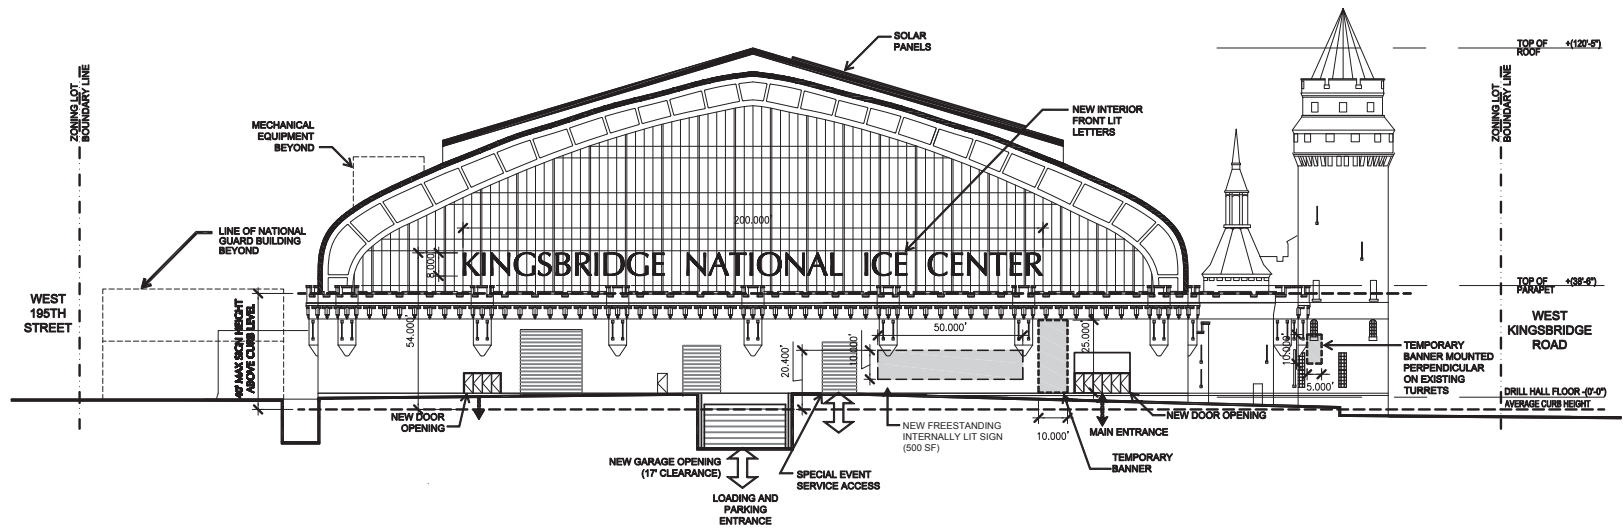 SOLAR
PANELS
TOP OF
ROOF
+(120'-5")
ZONING LOT
BOUNDARY LINE
ZONING LOT
BOUNDARY LINE
NEW INTERIOR
FRONT LIT
LETTERS
MECHANICAL
EQUIPMENT
BEYOND
LINE OF NATIONAL
GUARD BUILDING
BEYOND
200.000'
8.000'
KINGSBRIDGE NATIONAL ICE CENTER
TOP OF
PARAPET
+(38'-6")
WEST
195TH
STREET
40' MAX SIGN HEIGHT
ABOVE CURB LEVEL
54.000'
50.000'
25.000'
20.400'
10.000'
10.000'
5.000'
WEST
KINGSBRIDGE
ROAD
TEMPORARY
BANNER MOUNTED
PERPENDICULAR
ON EXISTING
TURRETS
DRILL HALL FLOOR -(0'-0")
AVERAGE CURB HEIGHT
NEW DOOR
OPENING
NEW FREESTANDING
INTERNALLY LIT SIGN
(500 SF)
10.000'
NEW DOOR OPENING
MAIN ENTRANCE
TEMPORARY
BANNER
NEW GARAGE OPENING
(17' CLEARANCE)
SPECIAL EVENT
SERVICE ACCESS
LOADING AND
PARKING
ENTRANCE